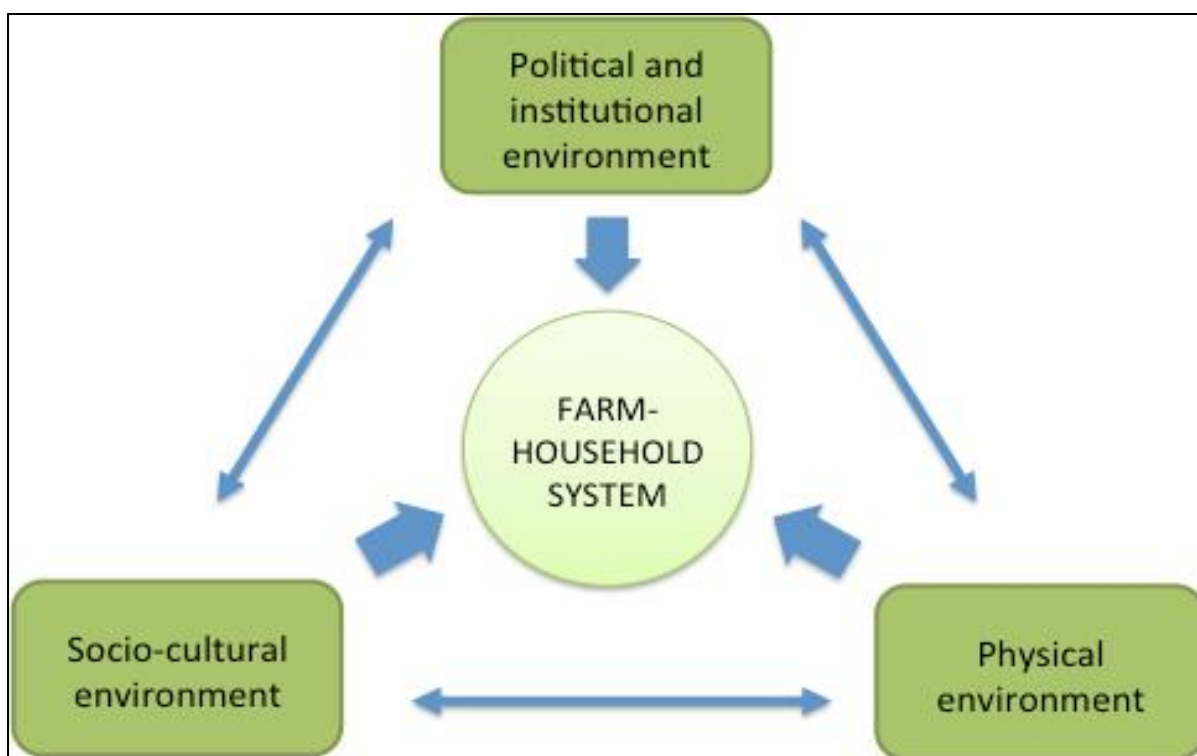 Political and
institutional
environment
FARM-
HOUSEHOLD
SYSTEM
Socio-cultural
environment
Physical
environment